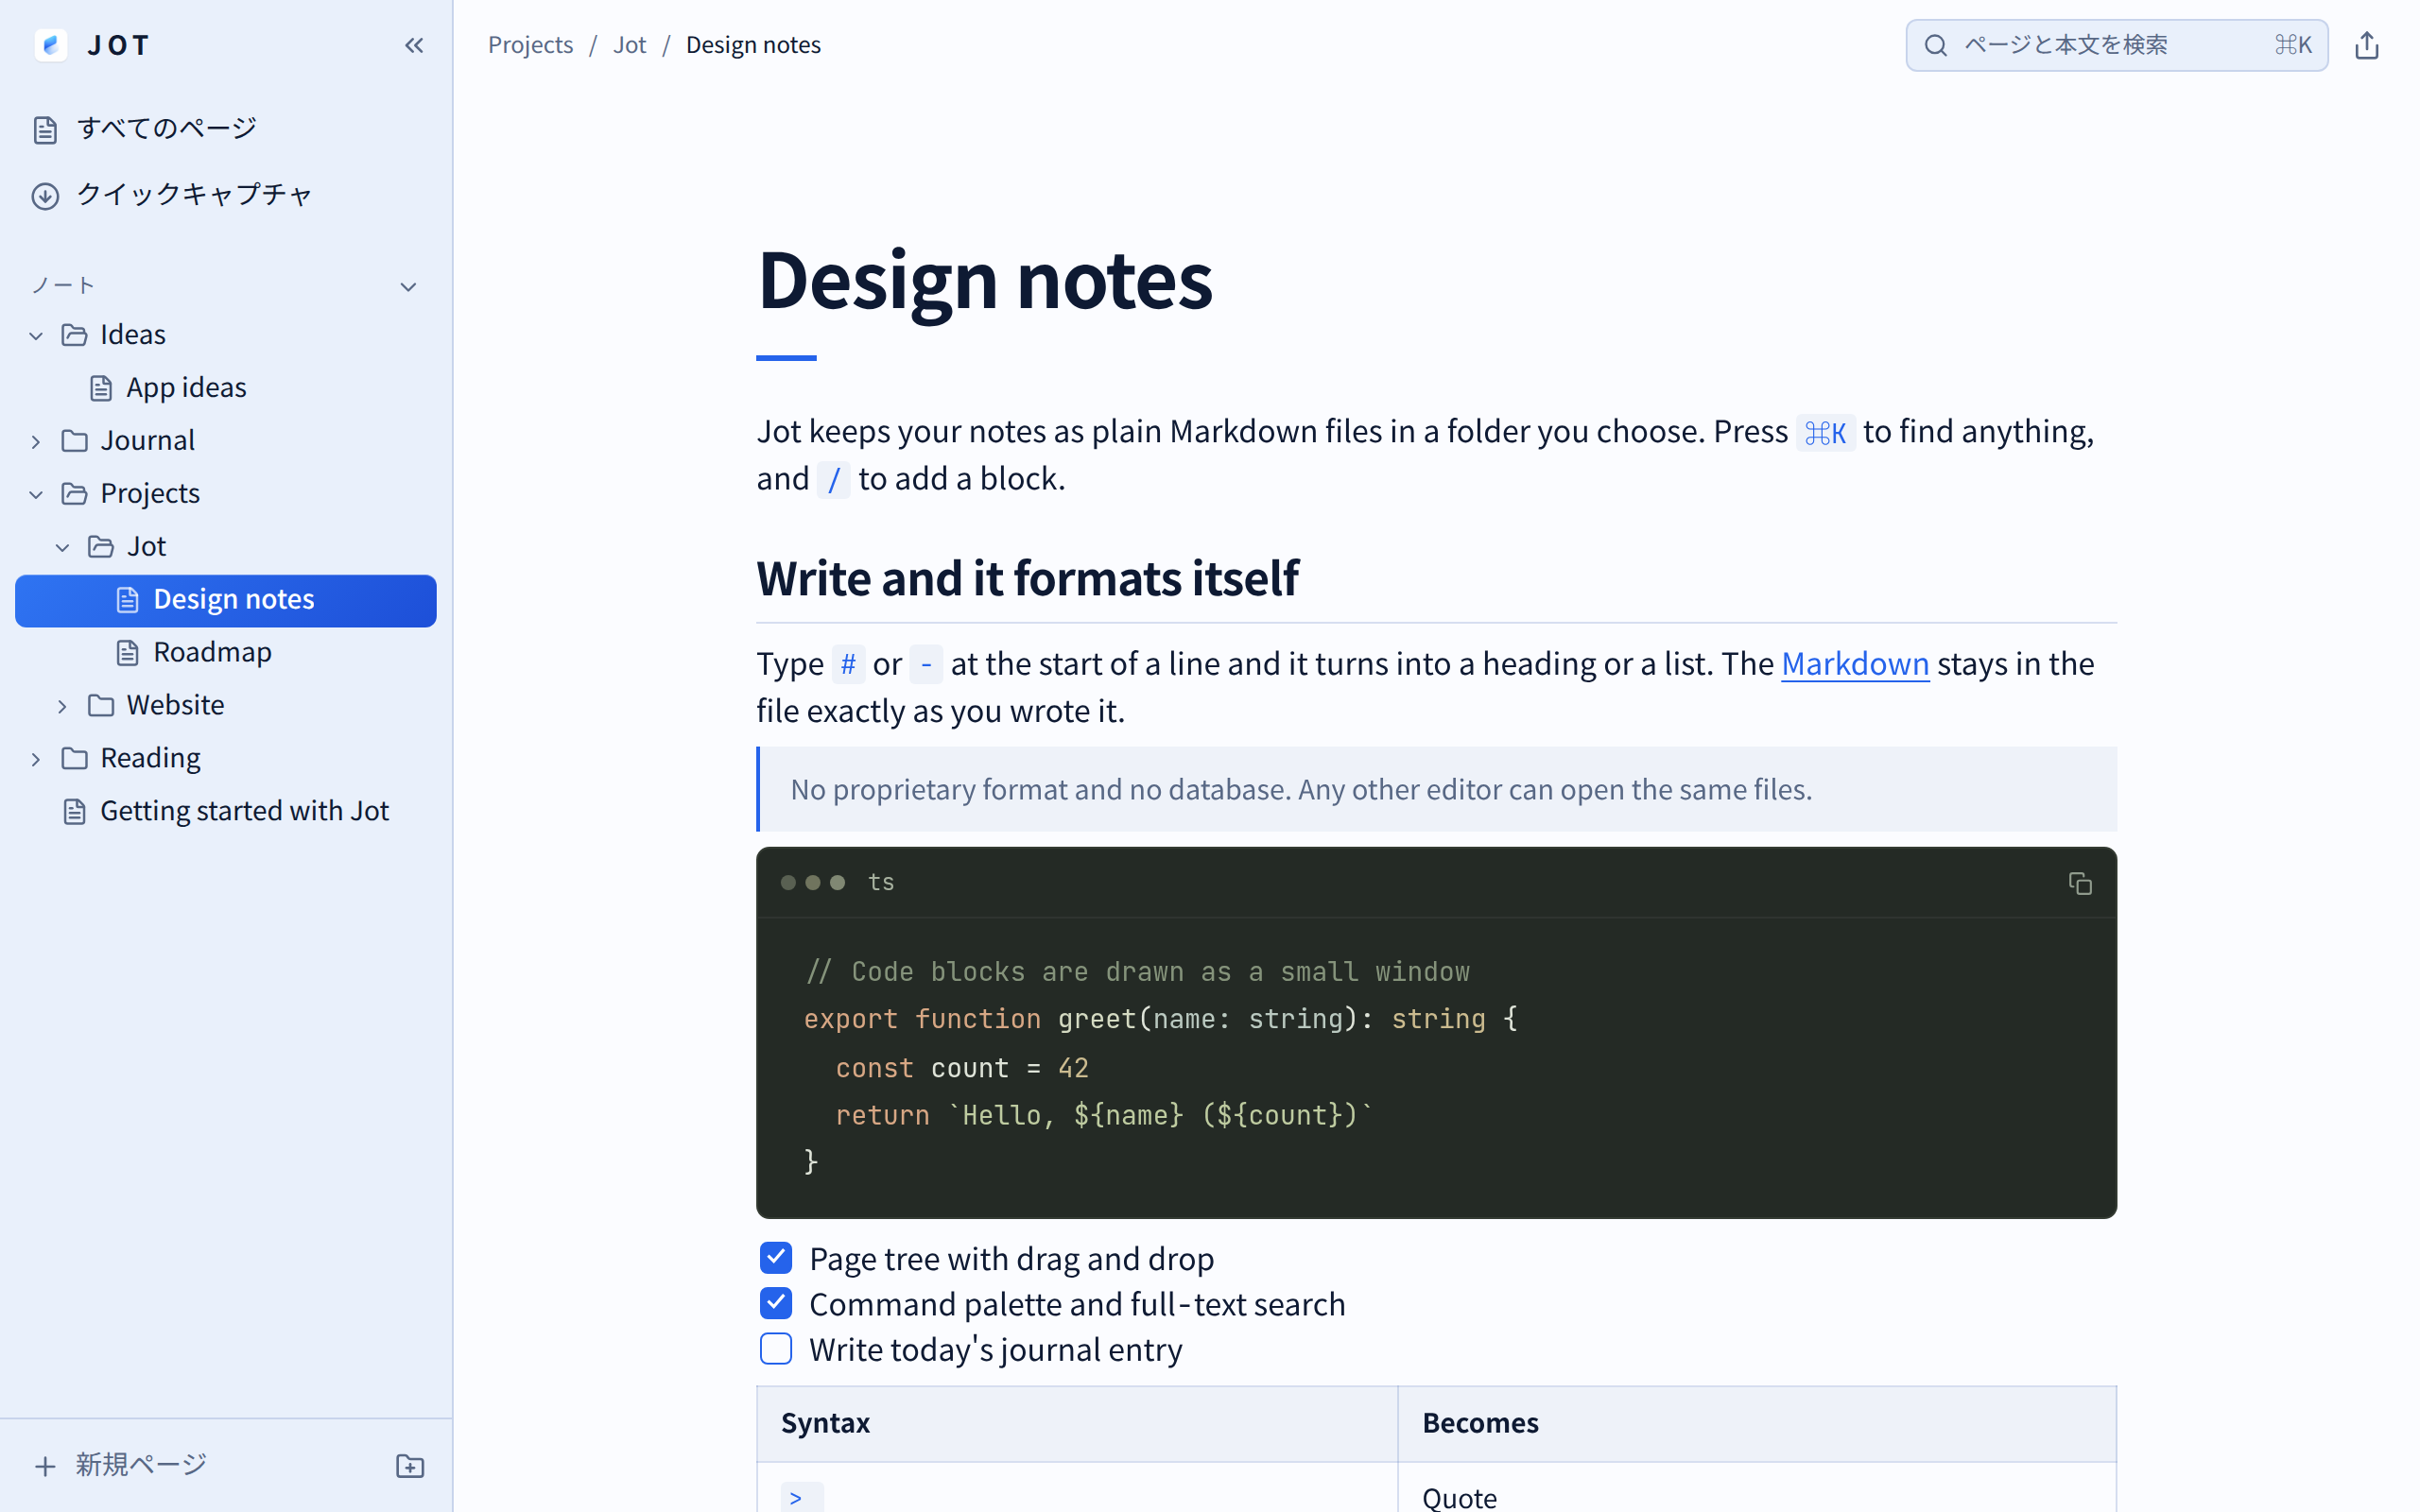 JOT
すべてのページ
クイックキャプチャ
ノート
Ideas
App ideas
Journal
Projects
Jot
Design notes
Roadmap
Website
Reading
Getting started with Jot
新規ページ
Projects / Jot / Design notes
ページと本文を検索 ⌘K
Design notes
Jot keeps your notes as plain Markdown files in a folder you choose. Press ⌘K to find anything,
and / to add a block.
Write and it formats itself
Type # or - at the start of a line and it turns into a heading or a list. The Markdown stays in the
file exactly as you wrote it.
No proprietary format and no database. Any other editor can open the same files.
ts
// Code blocks are drawn as a small window
export function greet(name: string): string {
  const count = 42
  return `Hello, ${name} (${count})`
}
Page tree with drag and drop
Command palette and full-text search
Write today's journal entry
Syntax Becomes
> Quote